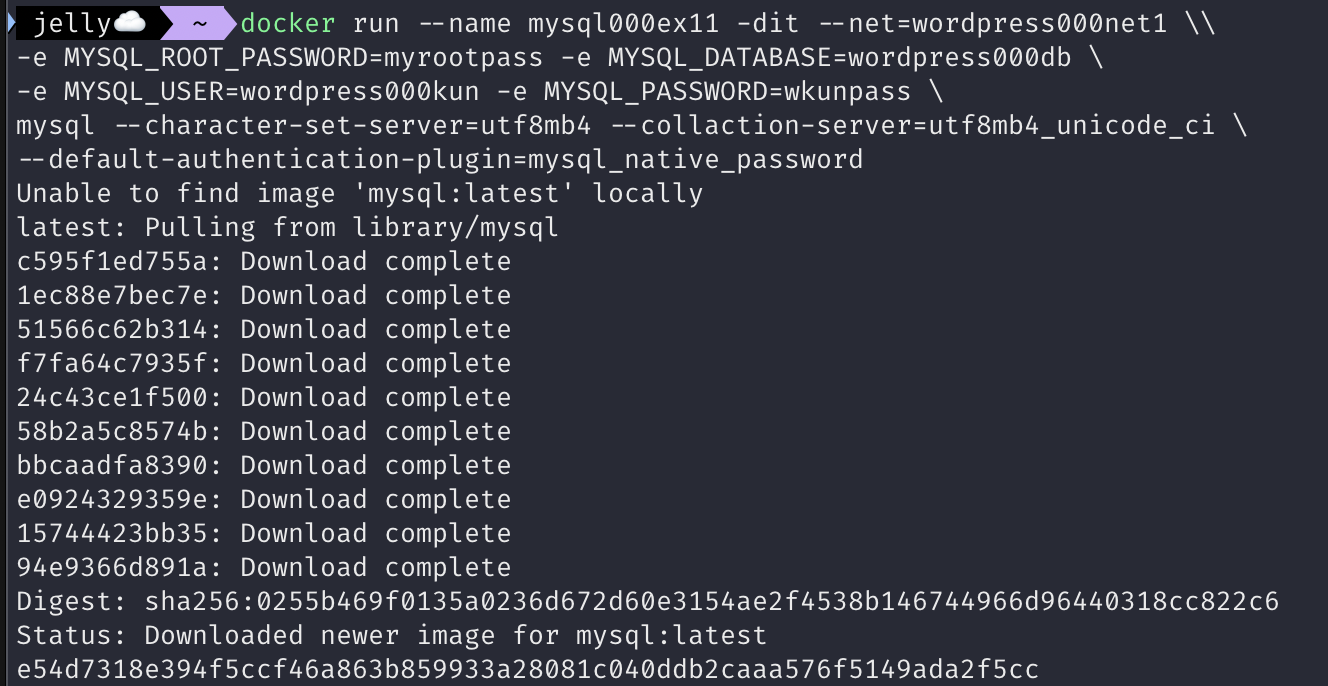 jelly☁️ ~ docker run --name mysql000ex11 -dit --net=wordpress000net1 \\
-e MYSQL_ROOT_PASSWORD=myrootpass -e MYSQL_DATABASE=wordpress000db \
-e MYSQL_USER=wordpress000kun -e MYSQL_PASSWORD=wkunpass \
mysql --character-set-server=utf8mb4 --collaction-server=utf8mb4_unicode_ci \
--default-authentication-plugin=mysql_native_password
Unable to find image 'mysql:latest' locally
latest: Pulling from library/mysql
c595f1ed755a: Download complete
1ec88e7bec7e: Download complete
51566c62b314: Download complete
f7fa64c7935f: Download complete
24c43ce1f500: Download complete
58b2a5c8574b: Download complete
bbcaadfa8390: Download complete
e0924329359e: Download complete
15744423bb35: Download complete
94e9366d891a: Download complete
Digest: sha256:0255b469f0135a0236d672d60e3154ae2f4538b146744966d96440318cc822c6
Status: Downloaded newer image for mysql:latest
e54d7318e394f5ccf46a863b859933a28081c040ddb2caaa576f5149ada2f5cc